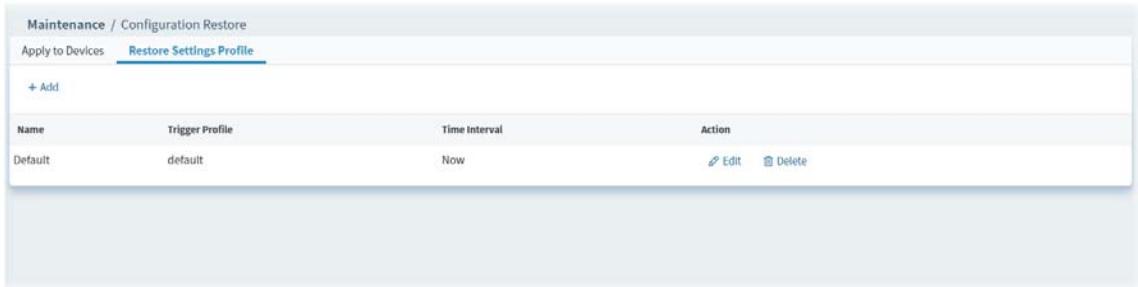 Maintenance / Configuration Restore
Apply to Devices Restore Settings Profile
+ Add
Name Trigger Profile Time Interval Action
Default default Now Edit Delete